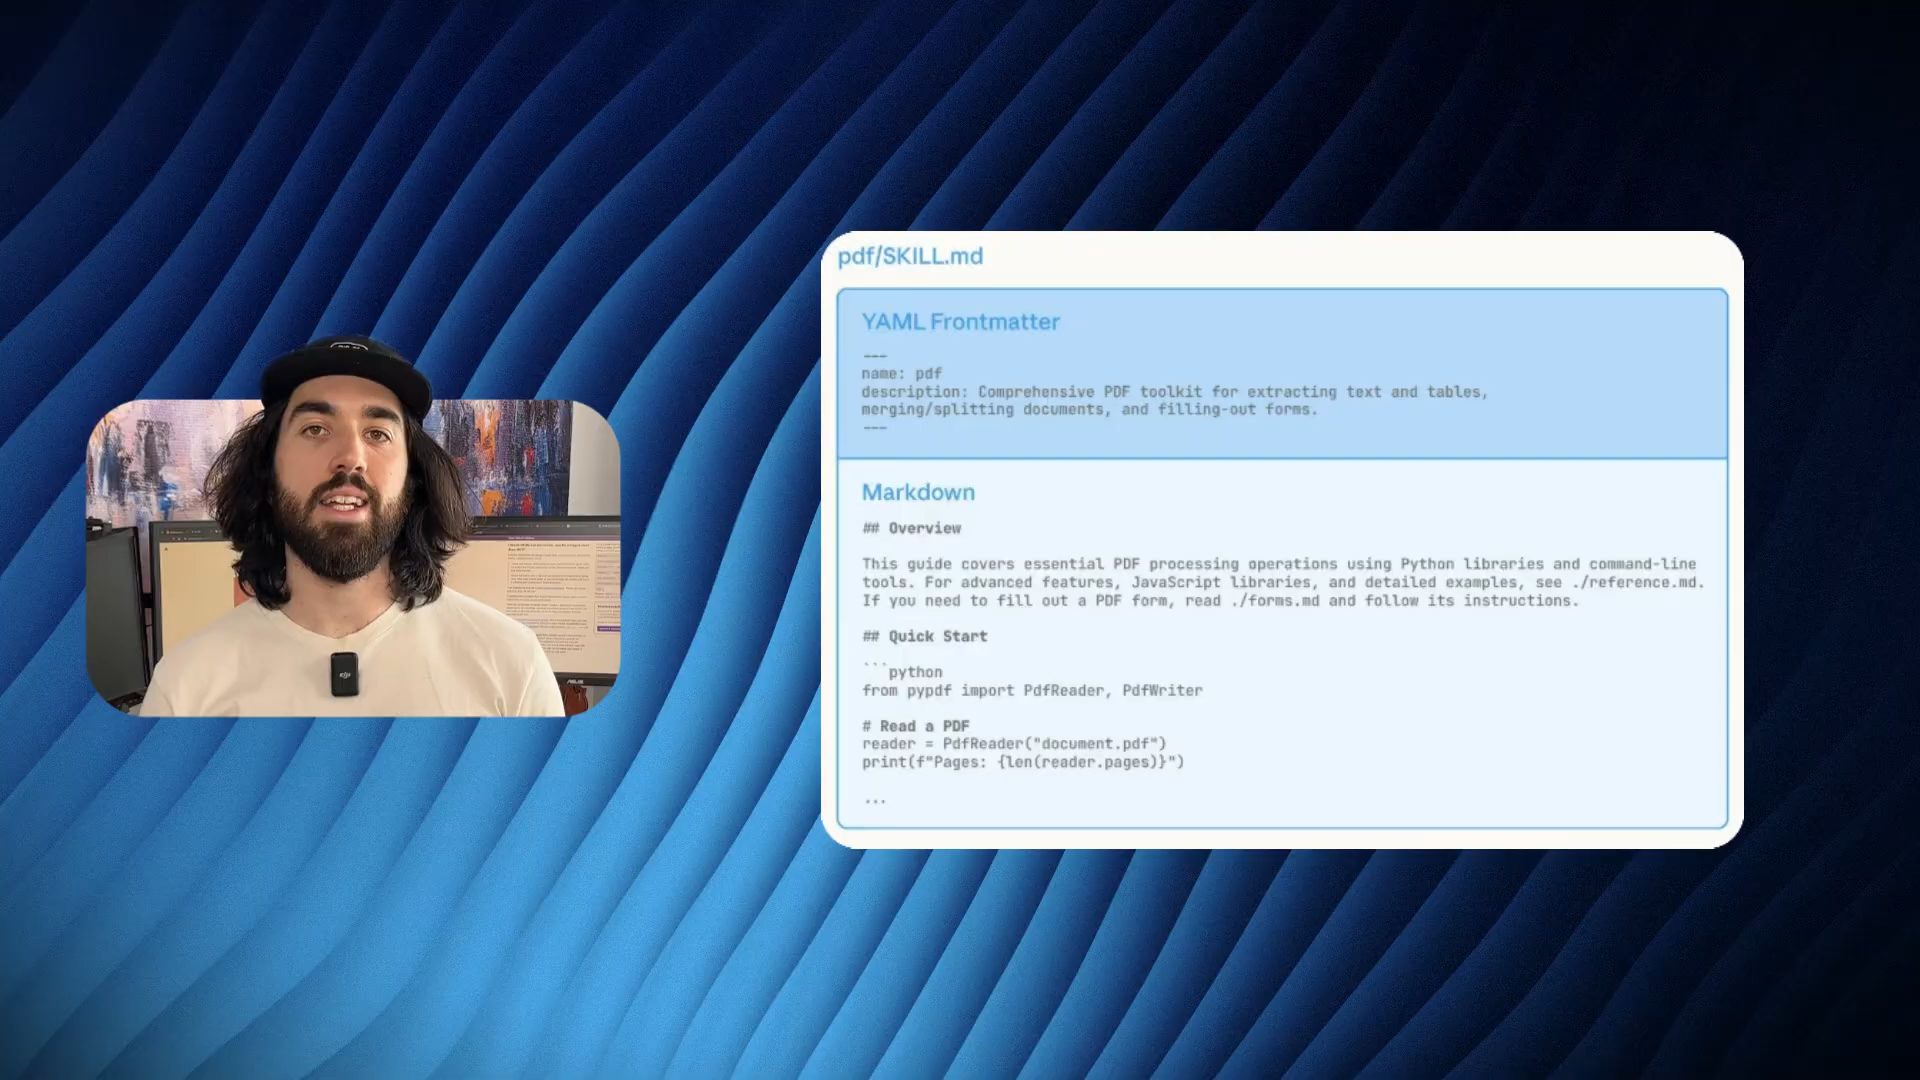 pdf/SKILL.md
YAML Frontmatter
---
name: pdf
description: Comprehensive PDF toolkit for extracting text and tables,
merging/splitting documents, and filling-out forms.
---
Markdown
## Overview
This guide covers essential PDF processing operations using Python libraries and command-line
tools. For advanced features, JavaScript libraries, and detailed examples, see ./reference.md.
If you need to fill out a PDF form, read ./forms.md and follow its instructions.
## Quick Start
```python
from pypdf import PdfReader, PdfWriter
# Read a PDF
reader = PdfReader("document.pdf")
print(f"Pages: {len(reader.pages)}")
...
dji
ASUS